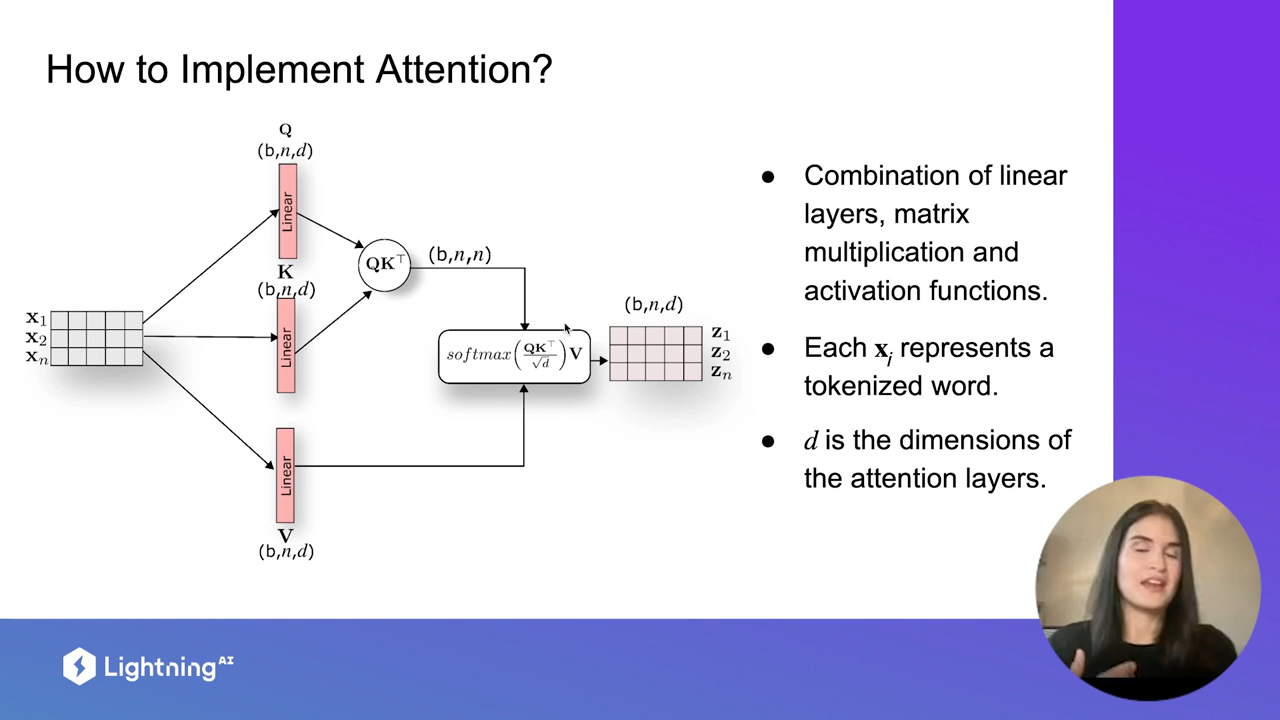 How to Implement Attention?
Q
(b,n,d)
Linear
K
(b,n,d)
Linear
Linear
V
(b,n,d)
x₁
x₂
xₙ
QK⊤
(b,n,n)
softmax(QK⊤/√d)V
(b,n,d)
z₁
z₂
zₙ
● Combination of linear
layers, matrix
multiplication and
activation functions.
● Each xᵢ represents a
tokenized word.
● d is the dimensions of
the attention layers.
Lightning AI